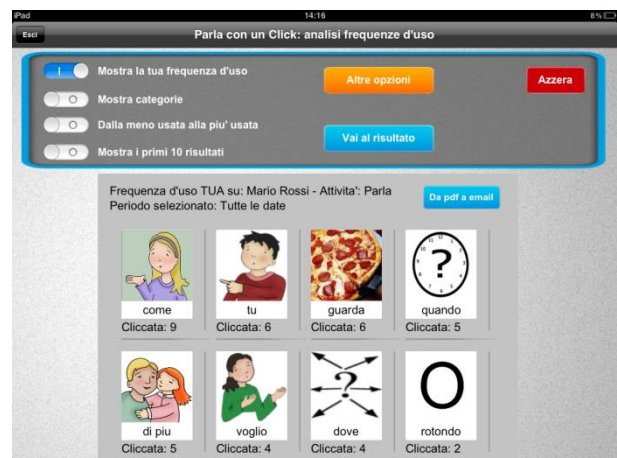 iPad 14:16 8%
Esci Parla con un Click: analisi frequenze d'uso
Mostra la tua frequenza d'uso
Altre opzioni
Azzera
Mostra categorie
Dalla meno usata alla piu' usata
Vai al risultato
Mostra i primi 10 risultati
Frequenza d'uso TUA su: Mario Rossi - Attivita': Parla
Periodo selezionato: Tutte le date
Da pdf a email
come tu guarda quando
Cliccata: 9 Cliccata: 6 Cliccata: 6 Cliccata: 5
di piu voglio dove rotondo
Cliccata: 5 Cliccata: 4 Cliccata: 4 Cliccata: 2